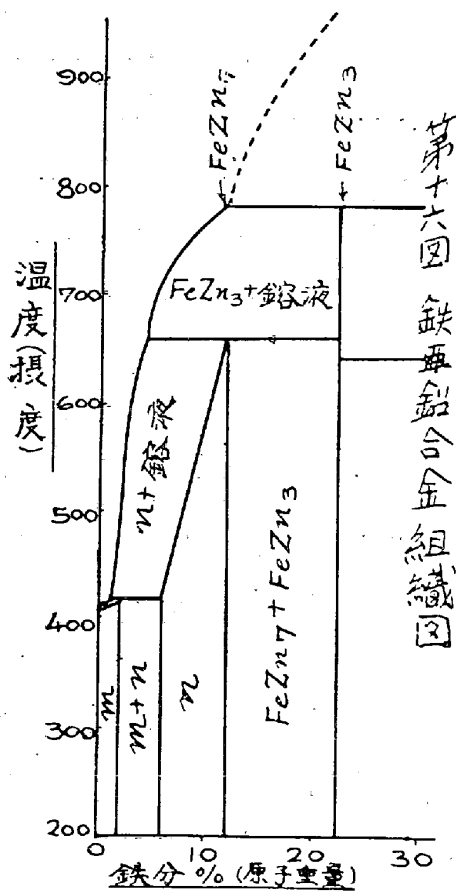 第十六図 鉄亜鉛合金組織図
温度(摂度)
900
800
700
600
500
400
300
200
FeZn7
FeZn3
FeZn3+鎔液
n+鎔液
m
m+n
n
FeZn7+FeZn3
0
10
20
鉄分% (原子重量)